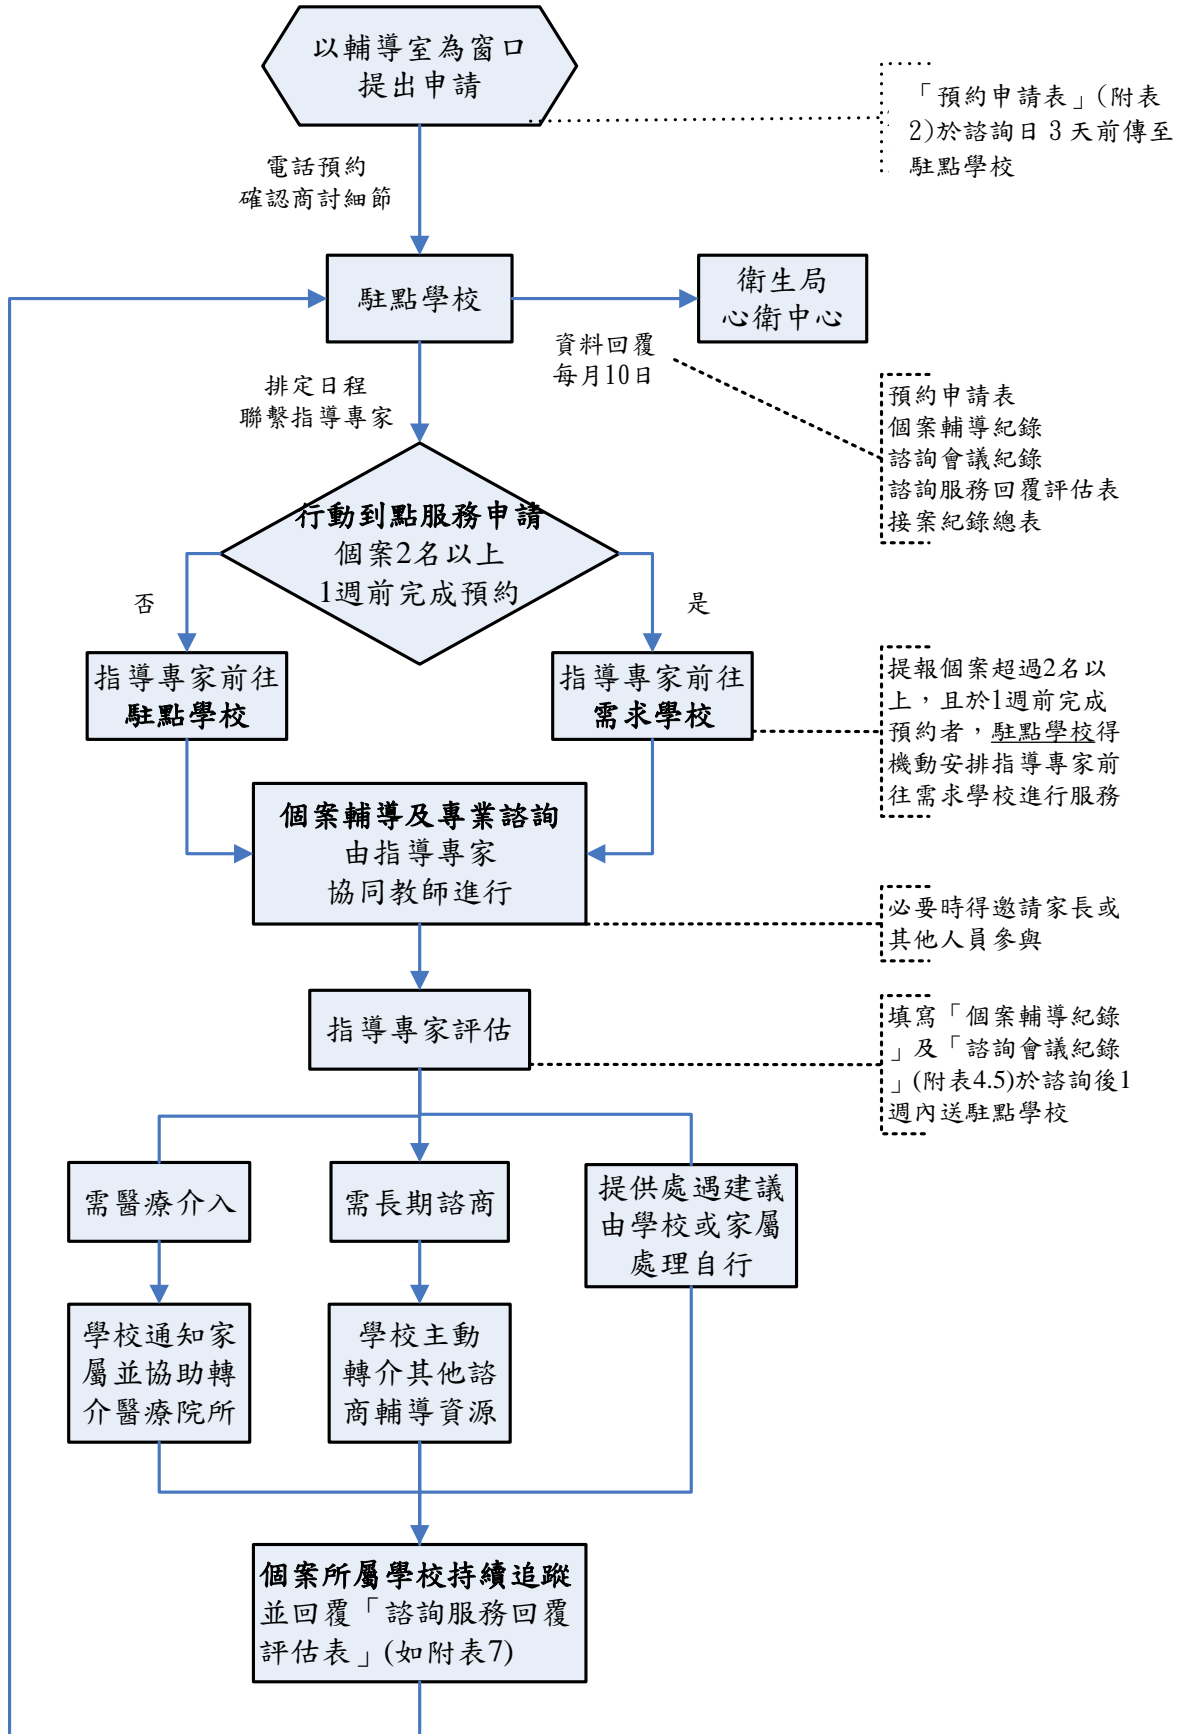 以輔導室為窗口
提出申請
「預約申請表」(附表
2)於諮詢日 3 天前傳至
駐點學校
電話預約
確認商討細節
駐點學校
衛生局
心衛中心
資料回覆
每月10日
排定日程
聯繫指導專家
預約申請表
個案輔導紀錄
諮詢會議紀錄
諮詢服務回覆評估表
接案紀錄總表
行動到點服務申請
個案2名以上
1週前完成預約
否
是
指導專家前往
駐點學校
指導專家前往
需求學校
提報個案超過2名以
上，且於1週前完成
預約者，駐點學校得
機動安排指導專家前
往需求學校進行服務
個案輔導及專業諮詢
由指導專家
協同教師進行
必要時得邀請家長或
其他人員參與
指導專家評估
填寫「個案輔導紀錄
」及「諮詢會議紀錄
」(附表4.5)於諮詢後1
週內送駐點學校
需醫療介入
需長期諮商
提供處遇建議
由學校或家屬
處理自行
學校通知家
屬並協助轉
介醫療院所
學校主動
轉介其他諮
商輔導資源
個案所屬學校持續追蹤
並回覆「諮詢服務回覆
評估表」(如附表7)